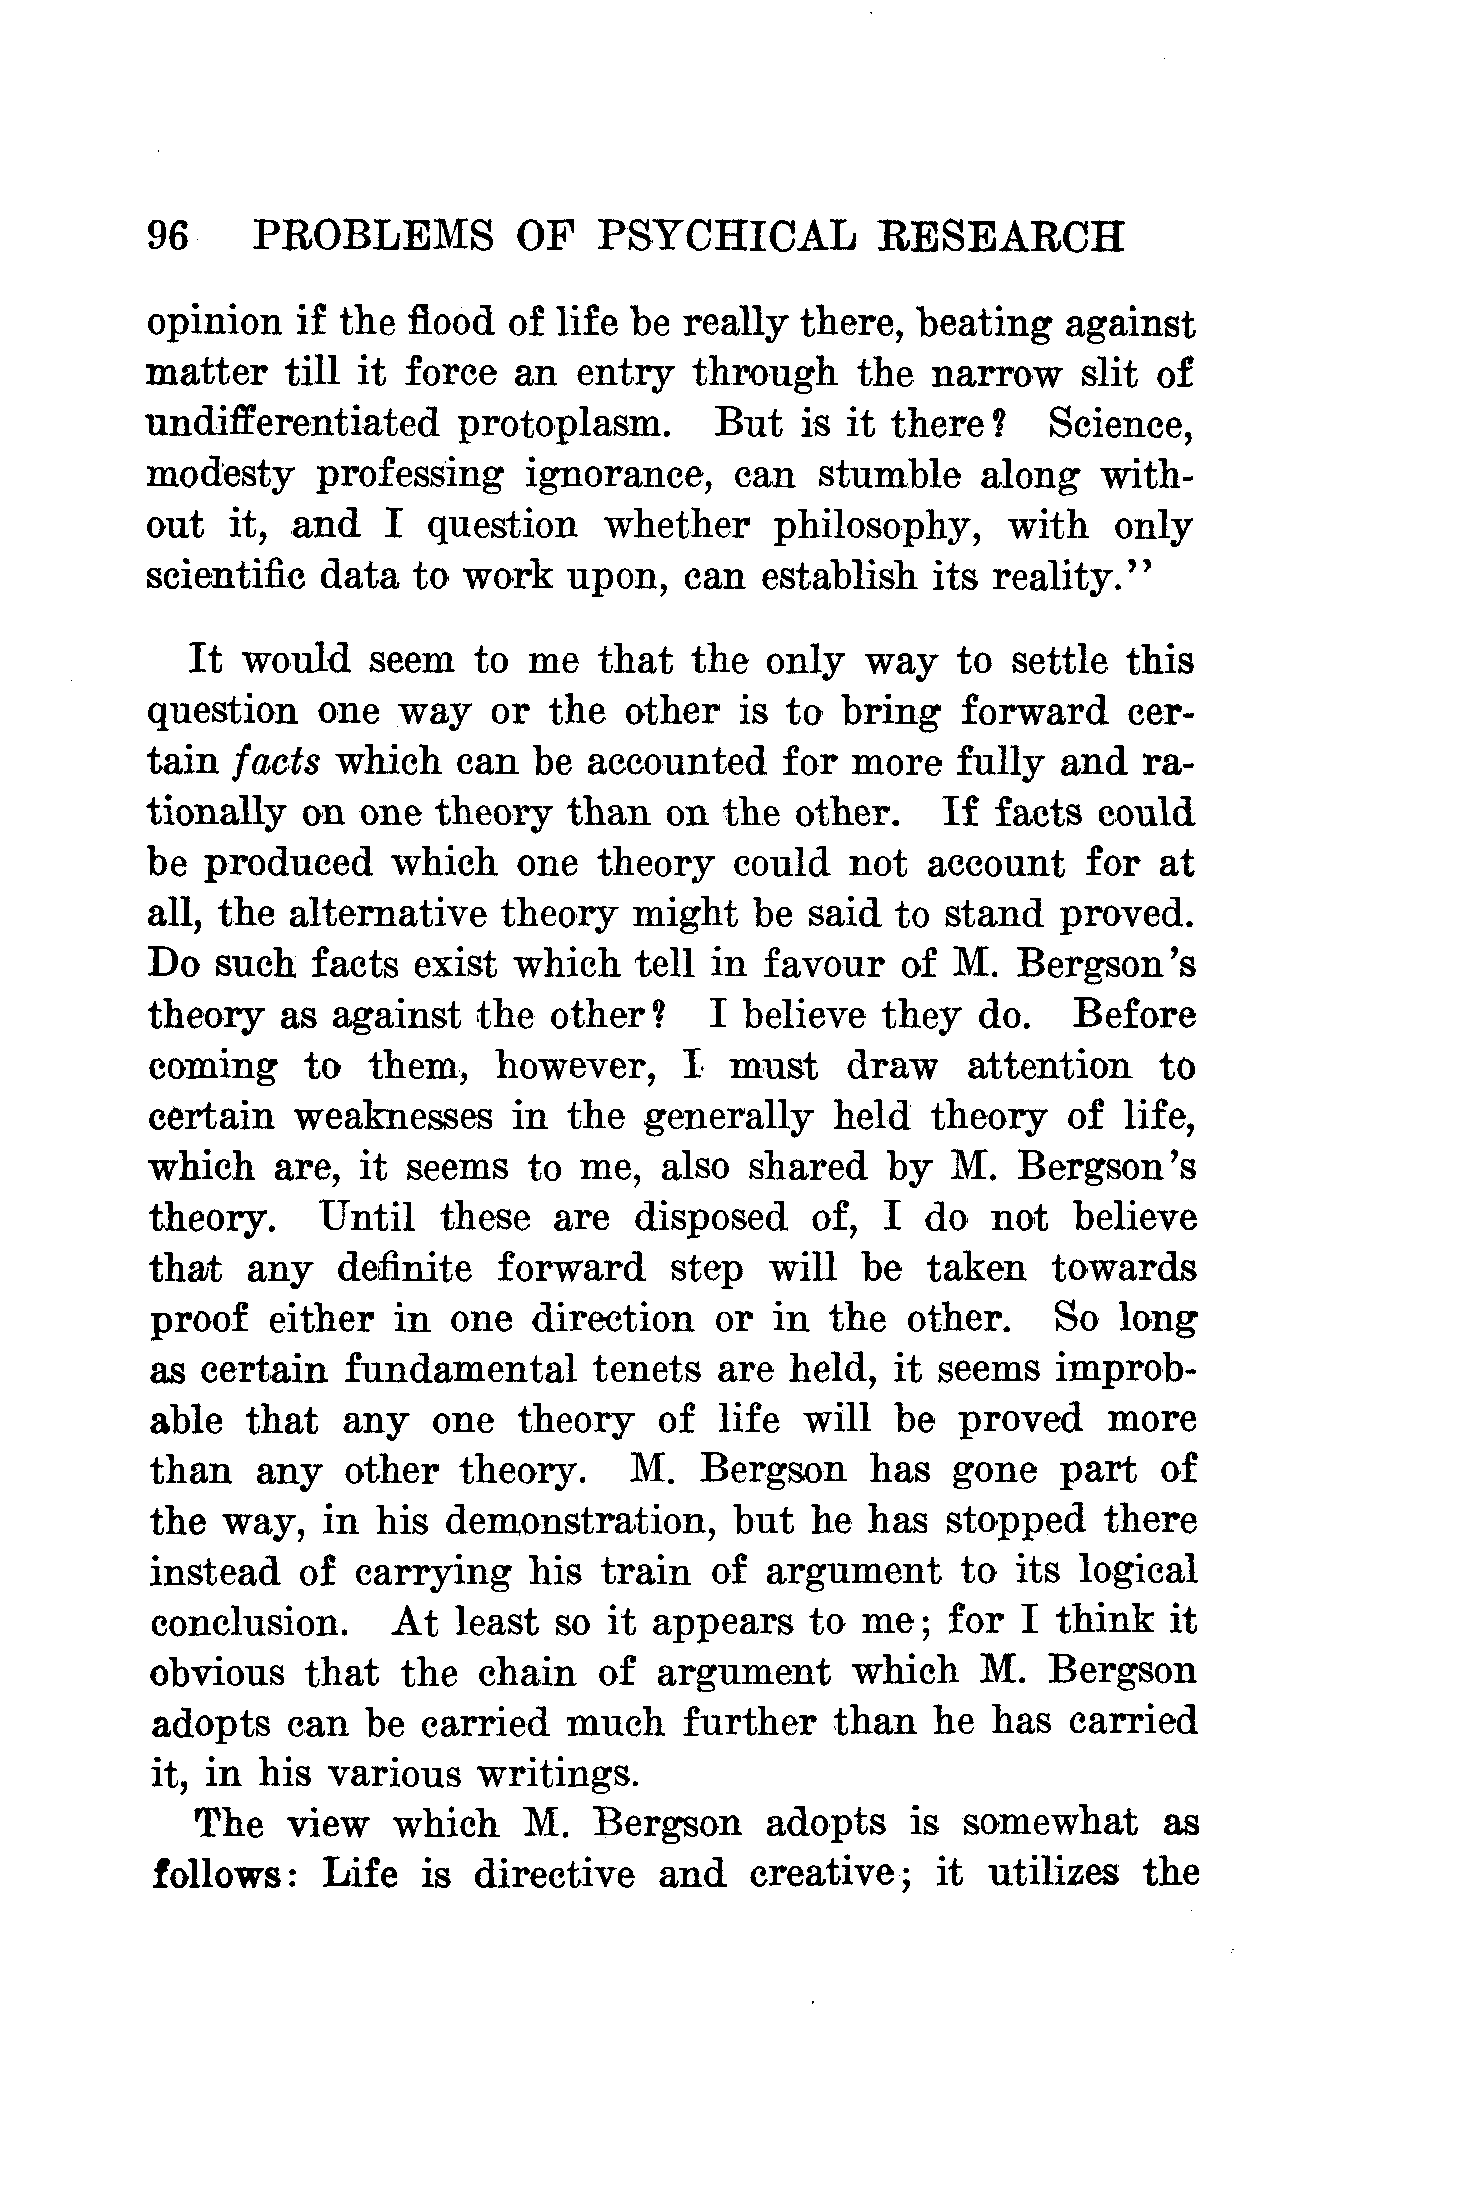 96 PROBLEMS OF PSYCHICAL RESEARCH
opinion if the flood of life be really there, beating against
matter till it force an entry through the narrow slit of
undifferentiated protoplasm. But is it there? Science,
modesty professing ignorance, can stumble along with-
out it, and I question whether philosophy, with only
scientific data to work upon, can establish its reality.''
It would seem to me that the only way to settle this
question one way or the other is to bring forward cer-
tain facts which can be accounted for more fully and ra-
tionally on one theory than on the other. If facts could
be produced which one theory could not account for at
all, the alternative theory might be said to stand proved.
Do such facts exist which tell in favour of M. Bergson's
theory as against the other? I believe they do. Before
coming to them, however, I must draw attention to
certain weaknesses in the generally held theory of life,
which are, it seems to me, also shared by M. Bergson's
theory. Until these are disposed of, I do not believe
that any definite forward step will be taken towards
proof either in one direction or in the other. So long
as certain fundamental tenets are held, it seems improb-
able that any one theory of life will be proved more
than any other theory. M. Bergson has gone part of
the way, in his demonstration, but he has stopped there
instead of carrying his train of argument to its logical
conclusion. At least so it appears to me; for I think it
obvious that the chain of argument which M. Bergson
adopts can be carried much further than he has carried
it, in his various writings.
The view which M. Bergson adopts is somewhat as
follows: Life is directive and creative; it utilizes the